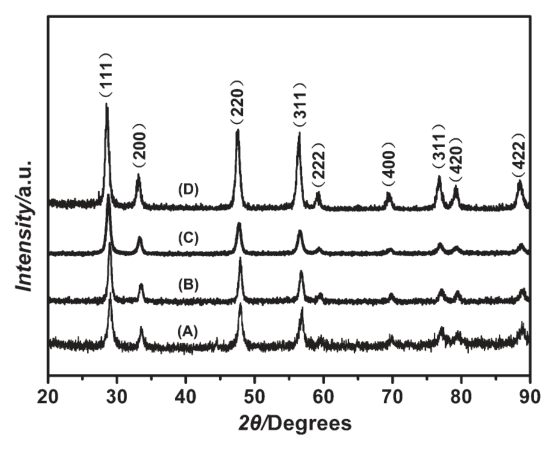 (111)
(200)
(220)
(311)
(222)
(400)
(311)
(420)
(422)
(D)
(C)
(B)
(A)
Intensity/a.u.
20 30 40 50 60 70 80 90
2θ/Degrees